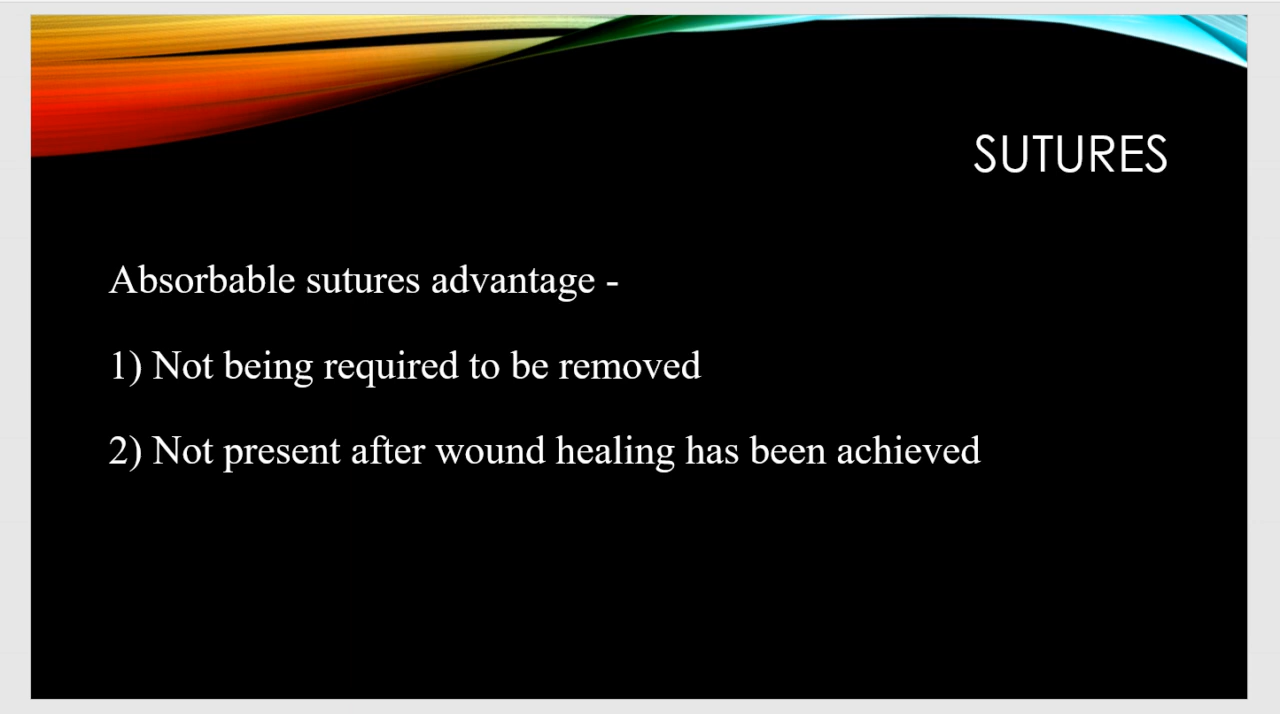 SUTURES
Absorbable sutures advantage -
1) Not being required to be removed
2) Not present after wound healing has been achieved